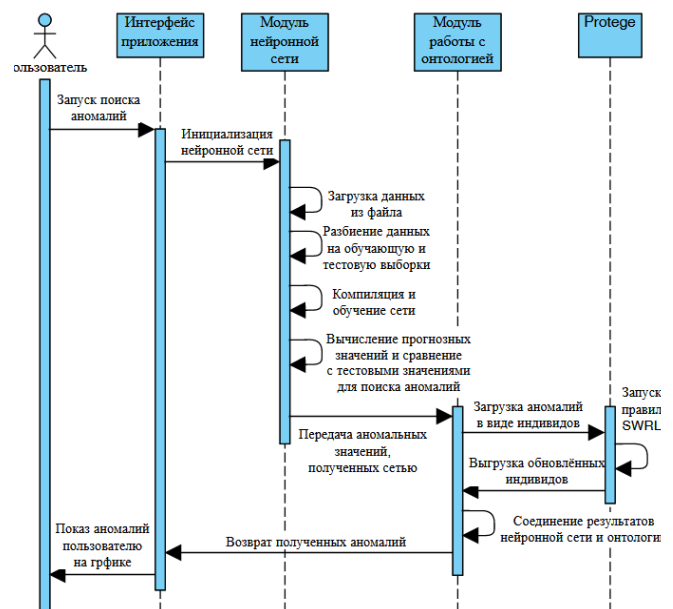 Интерфейс
приложения
Модуль
нейронной
сети
Модуль
работы с
онтологией
Protege
ользователь
Запуск поиска
аномалий
Инициализация
нейронной сети
Загрузка данных
из файла
Разбиение данных
на обучающую и
тестовую выборки
Компиляция и
обучение сети
Вычисление прогнозных
значений и сравнение
с тестовыми значениями
для поиска аномалий
Передача аномальных
значений,
полученных сетью
Загрузка аномалий
в виде индивидов
Запуск
правил
SWRL
Выгрузка обновлённых
индивидов
Соединение результатов
нейронной сети и онтологи
Возврат полученных аномалий
Показ аномалий
пользователю
на грфике